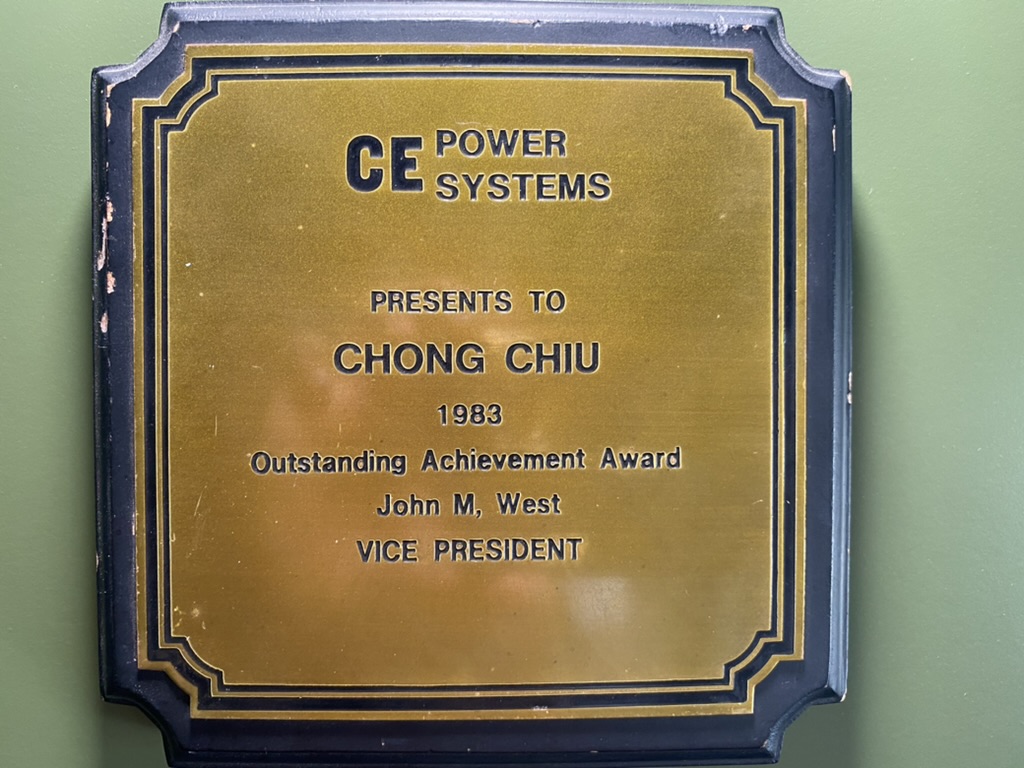 CE POWER
SYSTEMS
PRESENTS TO
CHONG CHIU
1983
Outstanding Achievement Award
John M, West
VICE PRESIDENT